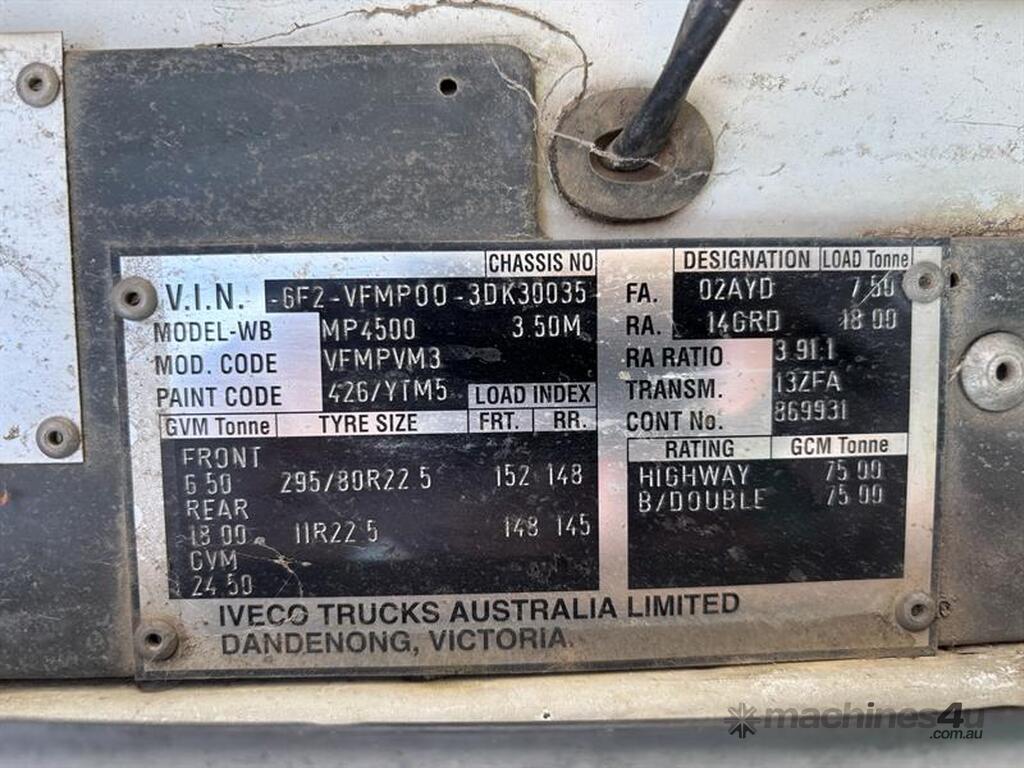 CHASSIS NO
V.I.N. -6F2-VFMP00-3DK30035-
MODEL-WB MP4500 3.50M
MOD. CODE VFMPVM3
PAINT CODE 426/YTM5 LOAD INDEX
GVM Tonne TYRE SIZE FRT. RR.
FRONT
6 50 295/80R22 5 152 148
REAR
18 00 11R22 5 148 145
GVM
24 50
DESIGNATION LOAD Tonne
FA. 02AYD 7 50
RA. 14GRD 18 00
RA RATIO 3 91 1
TRANSM. 13ZFA
CONT No. 869931
RATING GCM Tonne
HIGHWAY 75 00
B/DOUBLE 75 00
IVECO TRUCKS AUSTRALIA LIMITED
DANDENONG, VICTORIA.
machines4u
.com.au